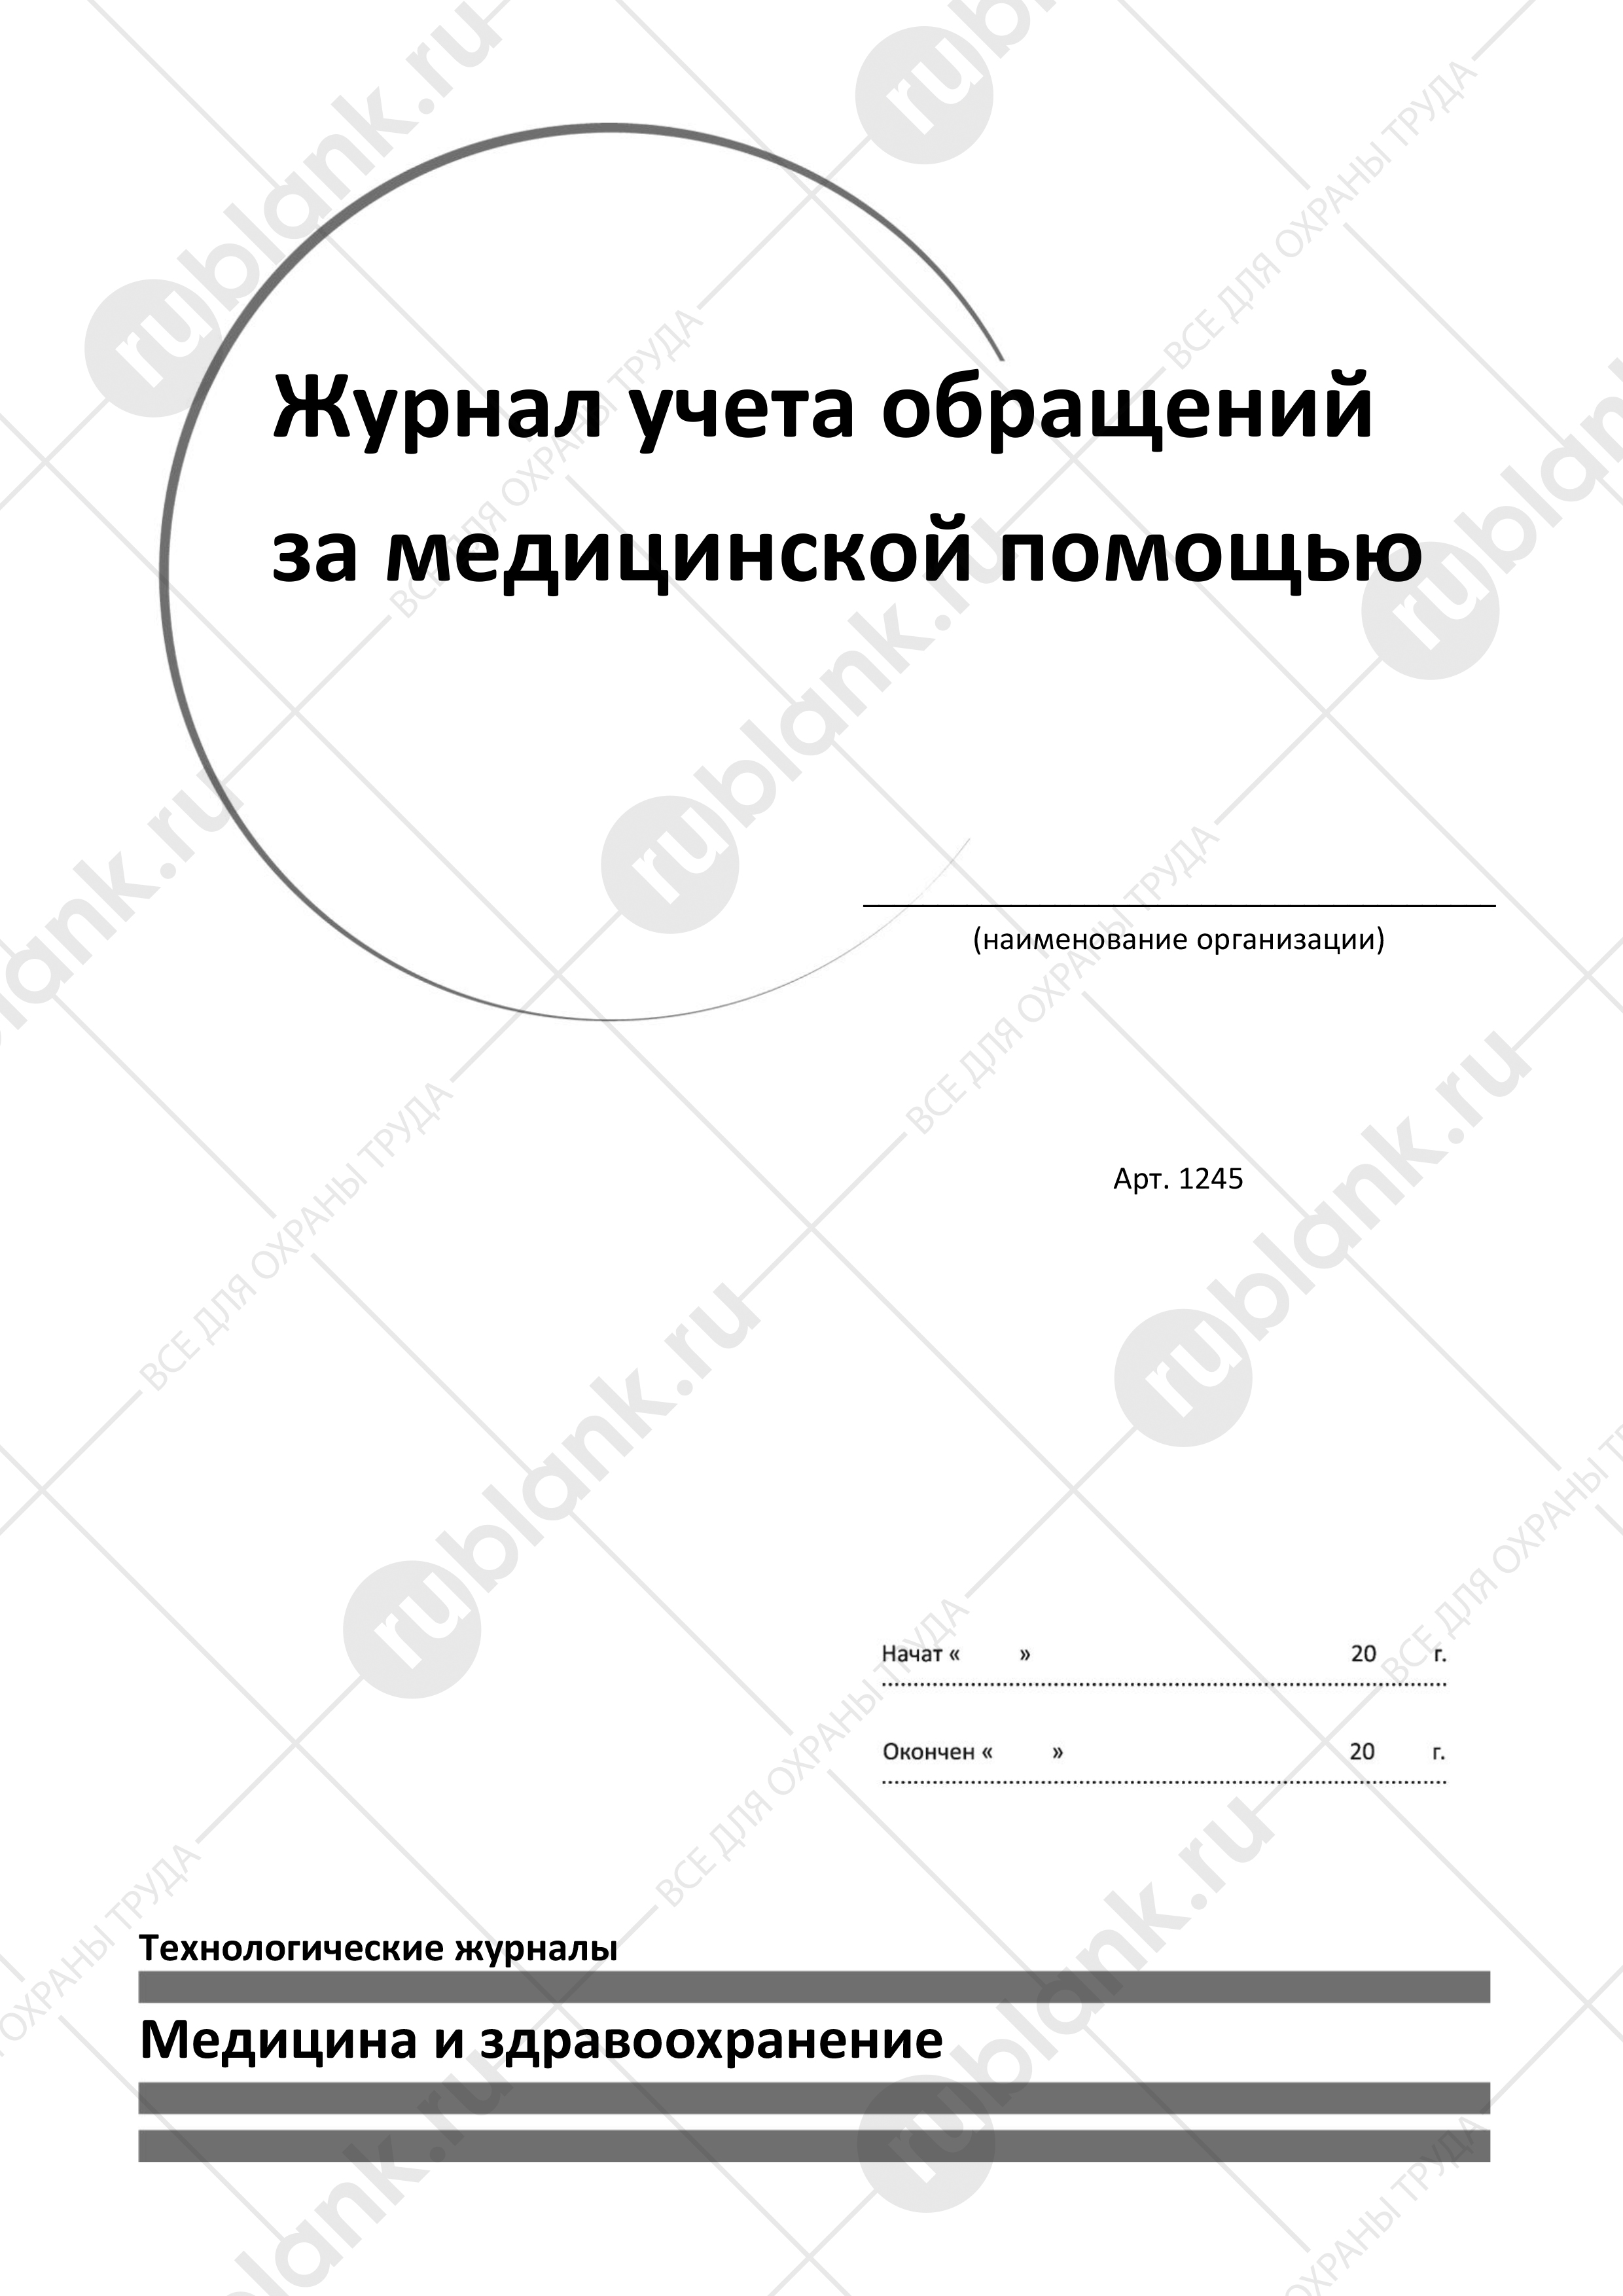 Журнал учета обращений
за медицинской помощью
(наименование организации)
Арт. 1245
Начат « » 20 г.
Окончен « » 20 г.
Технологические журналы
Медицина и здравоохранение
rublank.ru
ВСЕ ДЛЯ ОХРАНЫ ТРУДА